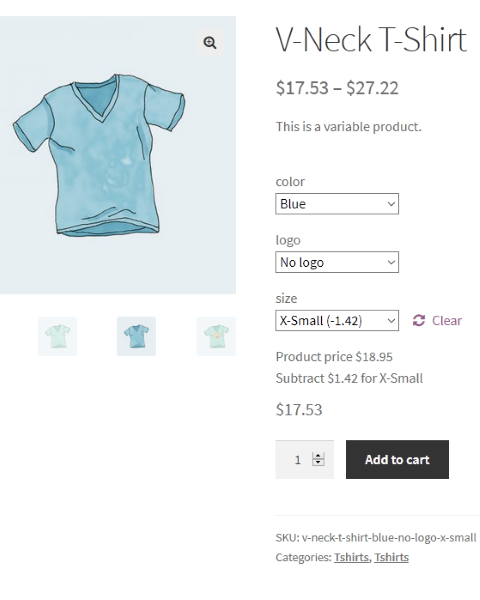 V-Neck T-Shirt
$17.53 – $27.22
This is a variable product.
color
Blue
logo
No logo
size
X-Small (-1.42)
Clear
Product price $18.95
Subtract $1.42 for X-Small
$17.53
1
Add to cart
SKU: v-neck-t-shirt-blue-no-logo-x-small
Categories: Tshirts, Tshirts